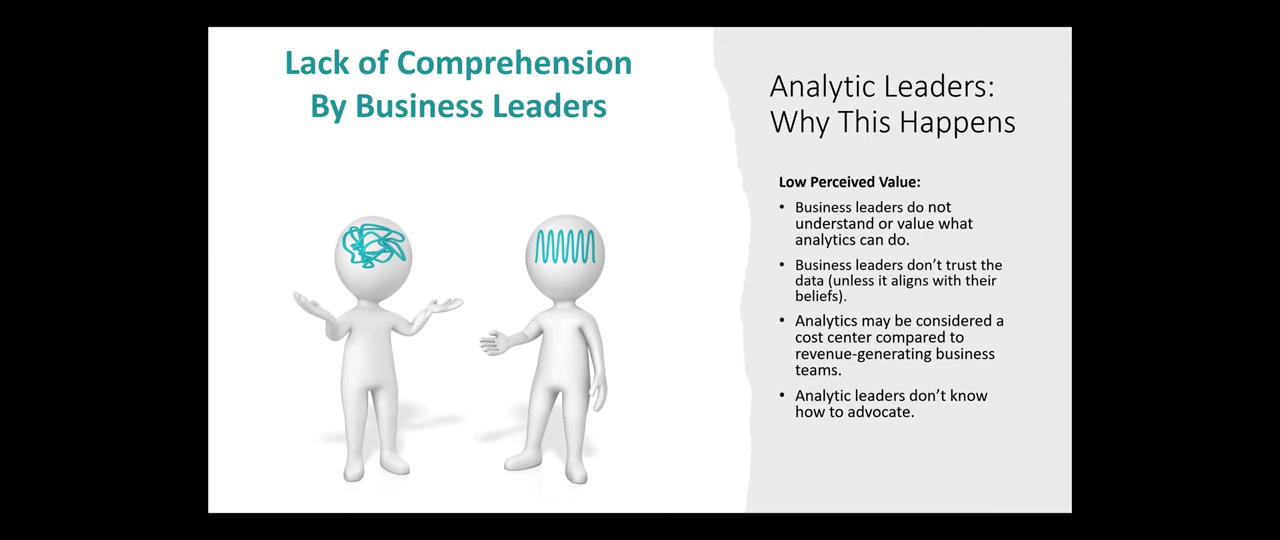 Lack of Comprehension
By Business Leaders
Analytic Leaders:
Why This Happens
Low Perceived Value:
• Business leaders do not
understand or value what
analytics can do.
• Business leaders don’t trust the
data (unless it aligns with their
beliefs).
• Analytics may be considered a
cost center compared to
revenue-generating business
teams.
• Analytic leaders don’t know
how to advocate.